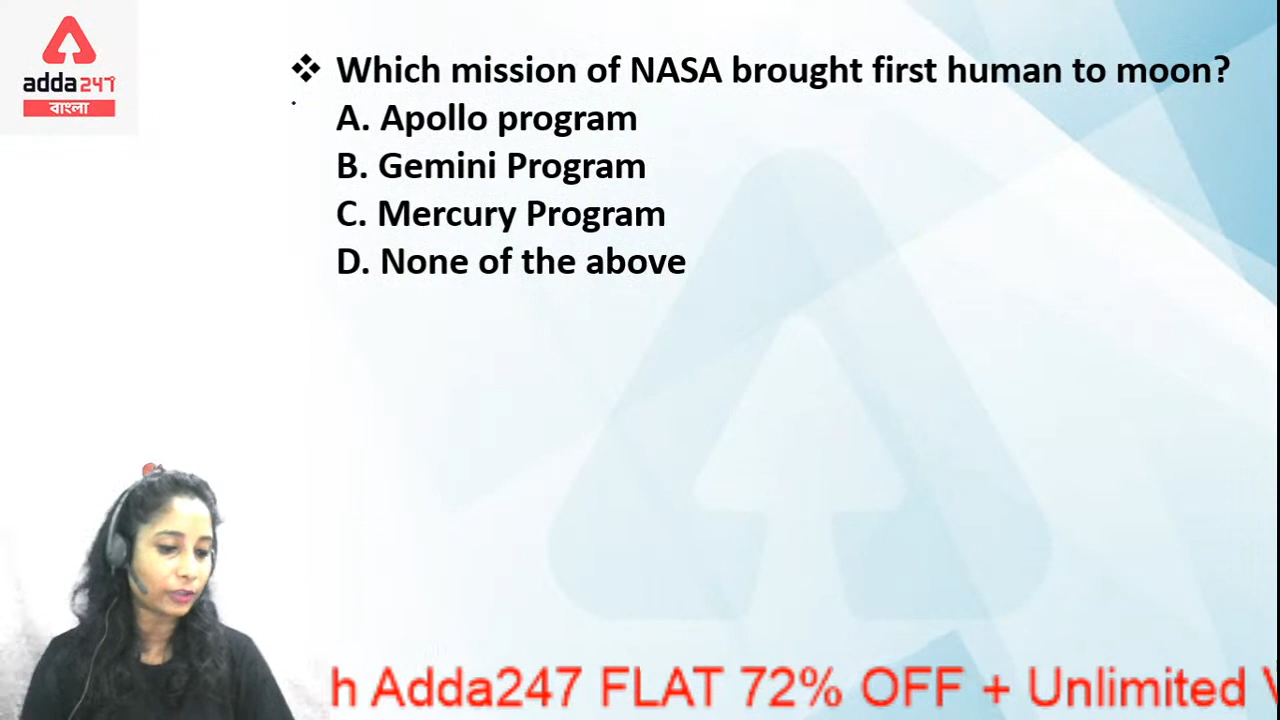 adda247
বাংলা
❖ Which mission of NASA brought first human to moon?
A. Apollo program
B. Gemini Program
C. Mercury Program
D. None of the above
h Adda247 FLAT 72% OFF + Unlimited V